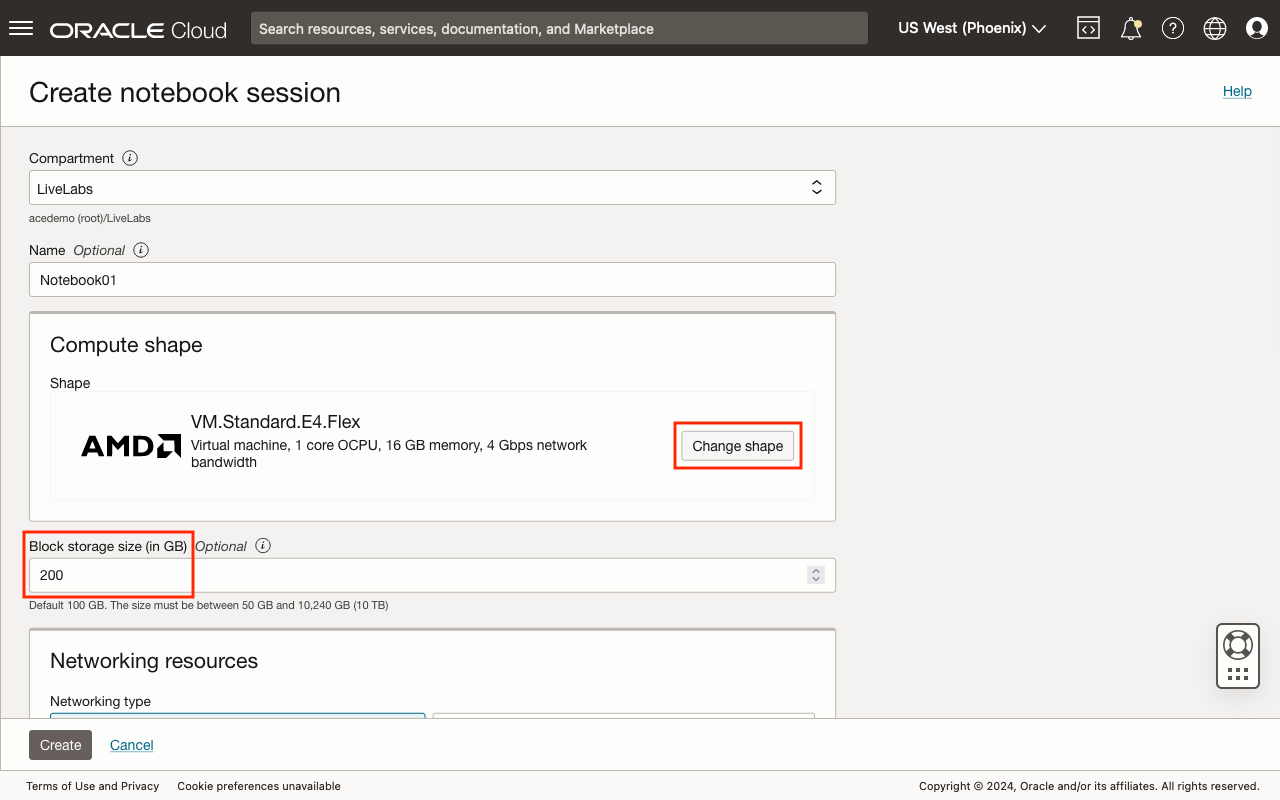 ORACLE Cloud
Search resources, services, documentation, and Marketplace
US West (Phoenix)
Create notebook session
Help
Compartment
LiveLabs
acedemo (root)/LiveLabs
Name Optional
Notebook01
Compute shape
Shape
AMD
VM.Standard.E4.Flex
Virtual machine, 1 core OCPU, 16 GB memory, 4 Gbps network
bandwidth
Change shape
Block storage size (in GB) Optional
200
Default 100 GB. The size must be between 50 GB and 10,240 GB (10 TB)
Networking resources
Networking type
Create
Cancel
Terms of Use and Privacy
Cookie preferences unavailable
Copyright © 2024, Oracle and/or its affiliates. All rights reserved.